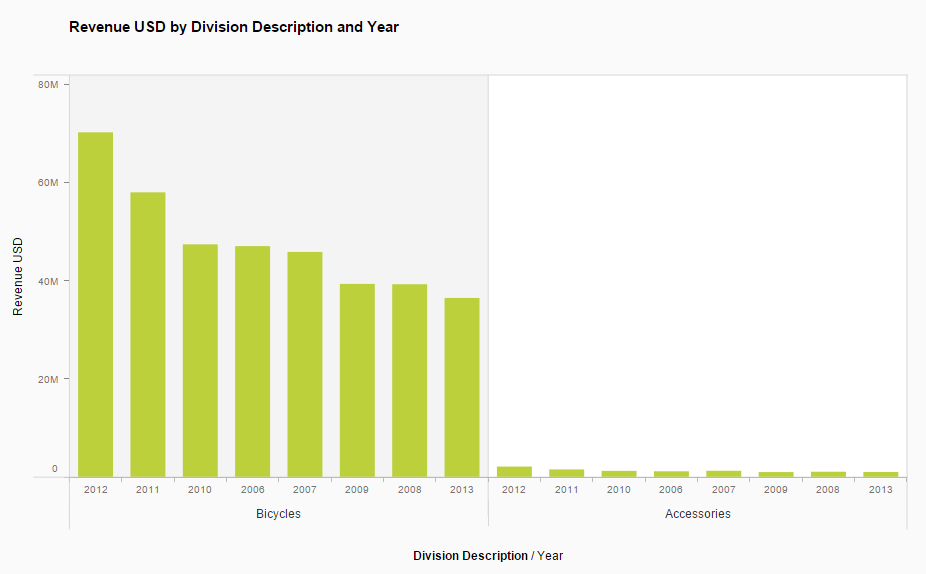 Revenue USD by Division Description and Year
80M
60M
40M
20M
0
Revenue USD
2012 2011 2010 2006 2007 2009 2008 2013 2012 2011 2010 2006 2007 2009 2008 2013
Bicycles Accessories
Division Description / Year